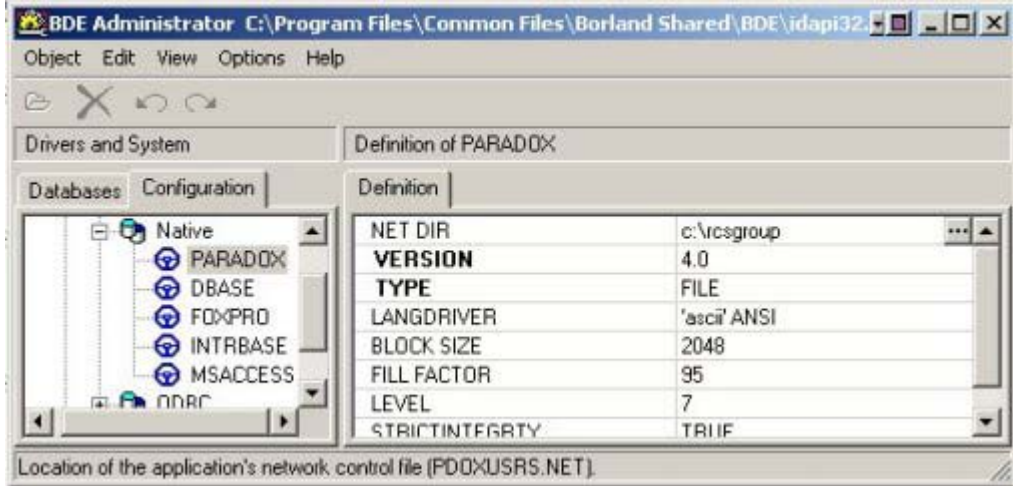 BDE Administrator C:\Program Files\Common Files\Borland Shared\BDE\idapi32.
Object Edit View Options Help
Drivers and System
Definition of PARADOX
Databases Configuration
Definition
Native
PARADOX
DBASE
FOXPRO
INTRBASE
MSACCESS
ODBC
NET DIR c:\rcsgroup ...
VERSION 4.0
TYPE FILE
LANGDRIVER 'ascii' ANSI
BLOCK SIZE 2048
FILL FACTOR 95
LEVEL 7
STRICTINTEGRTY TRUE
Location of the application's network control file (PDOXUSRS.NET).